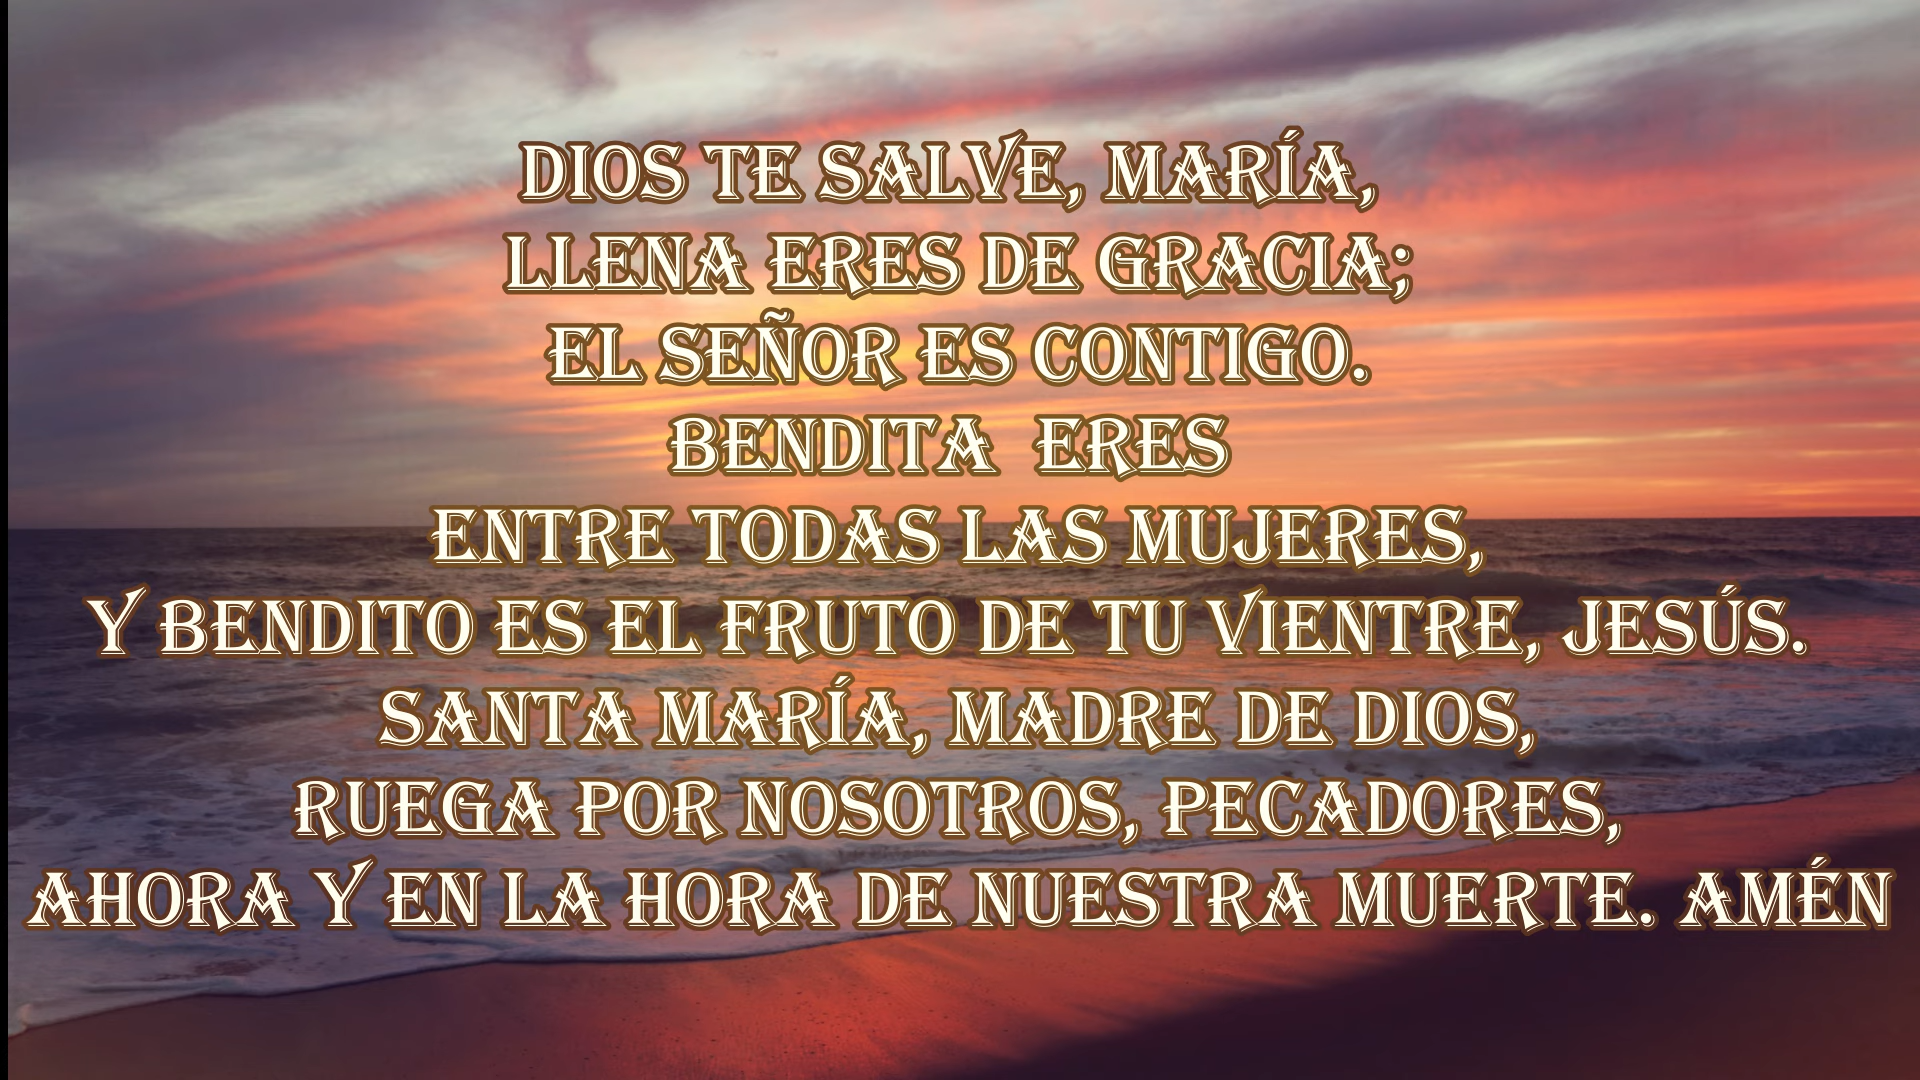 DIOS TE SALVE, MARÍA,
LLENA ERES DE GRACIA;
EL SEÑOR ES CONTIGO.
BENDITA  ERES
ENTRE TODAS LAS MUJERES,
Y BENDITO ES EL FRUTO DE TU VIENTRE, JESÚS.
SANTA MARÍA, MADRE DE DIOS,
RUEGA POR NOSOTROS, PECADORES,
AHORA Y EN LA HORA DE NUESTRA MUERTE. AMÉN